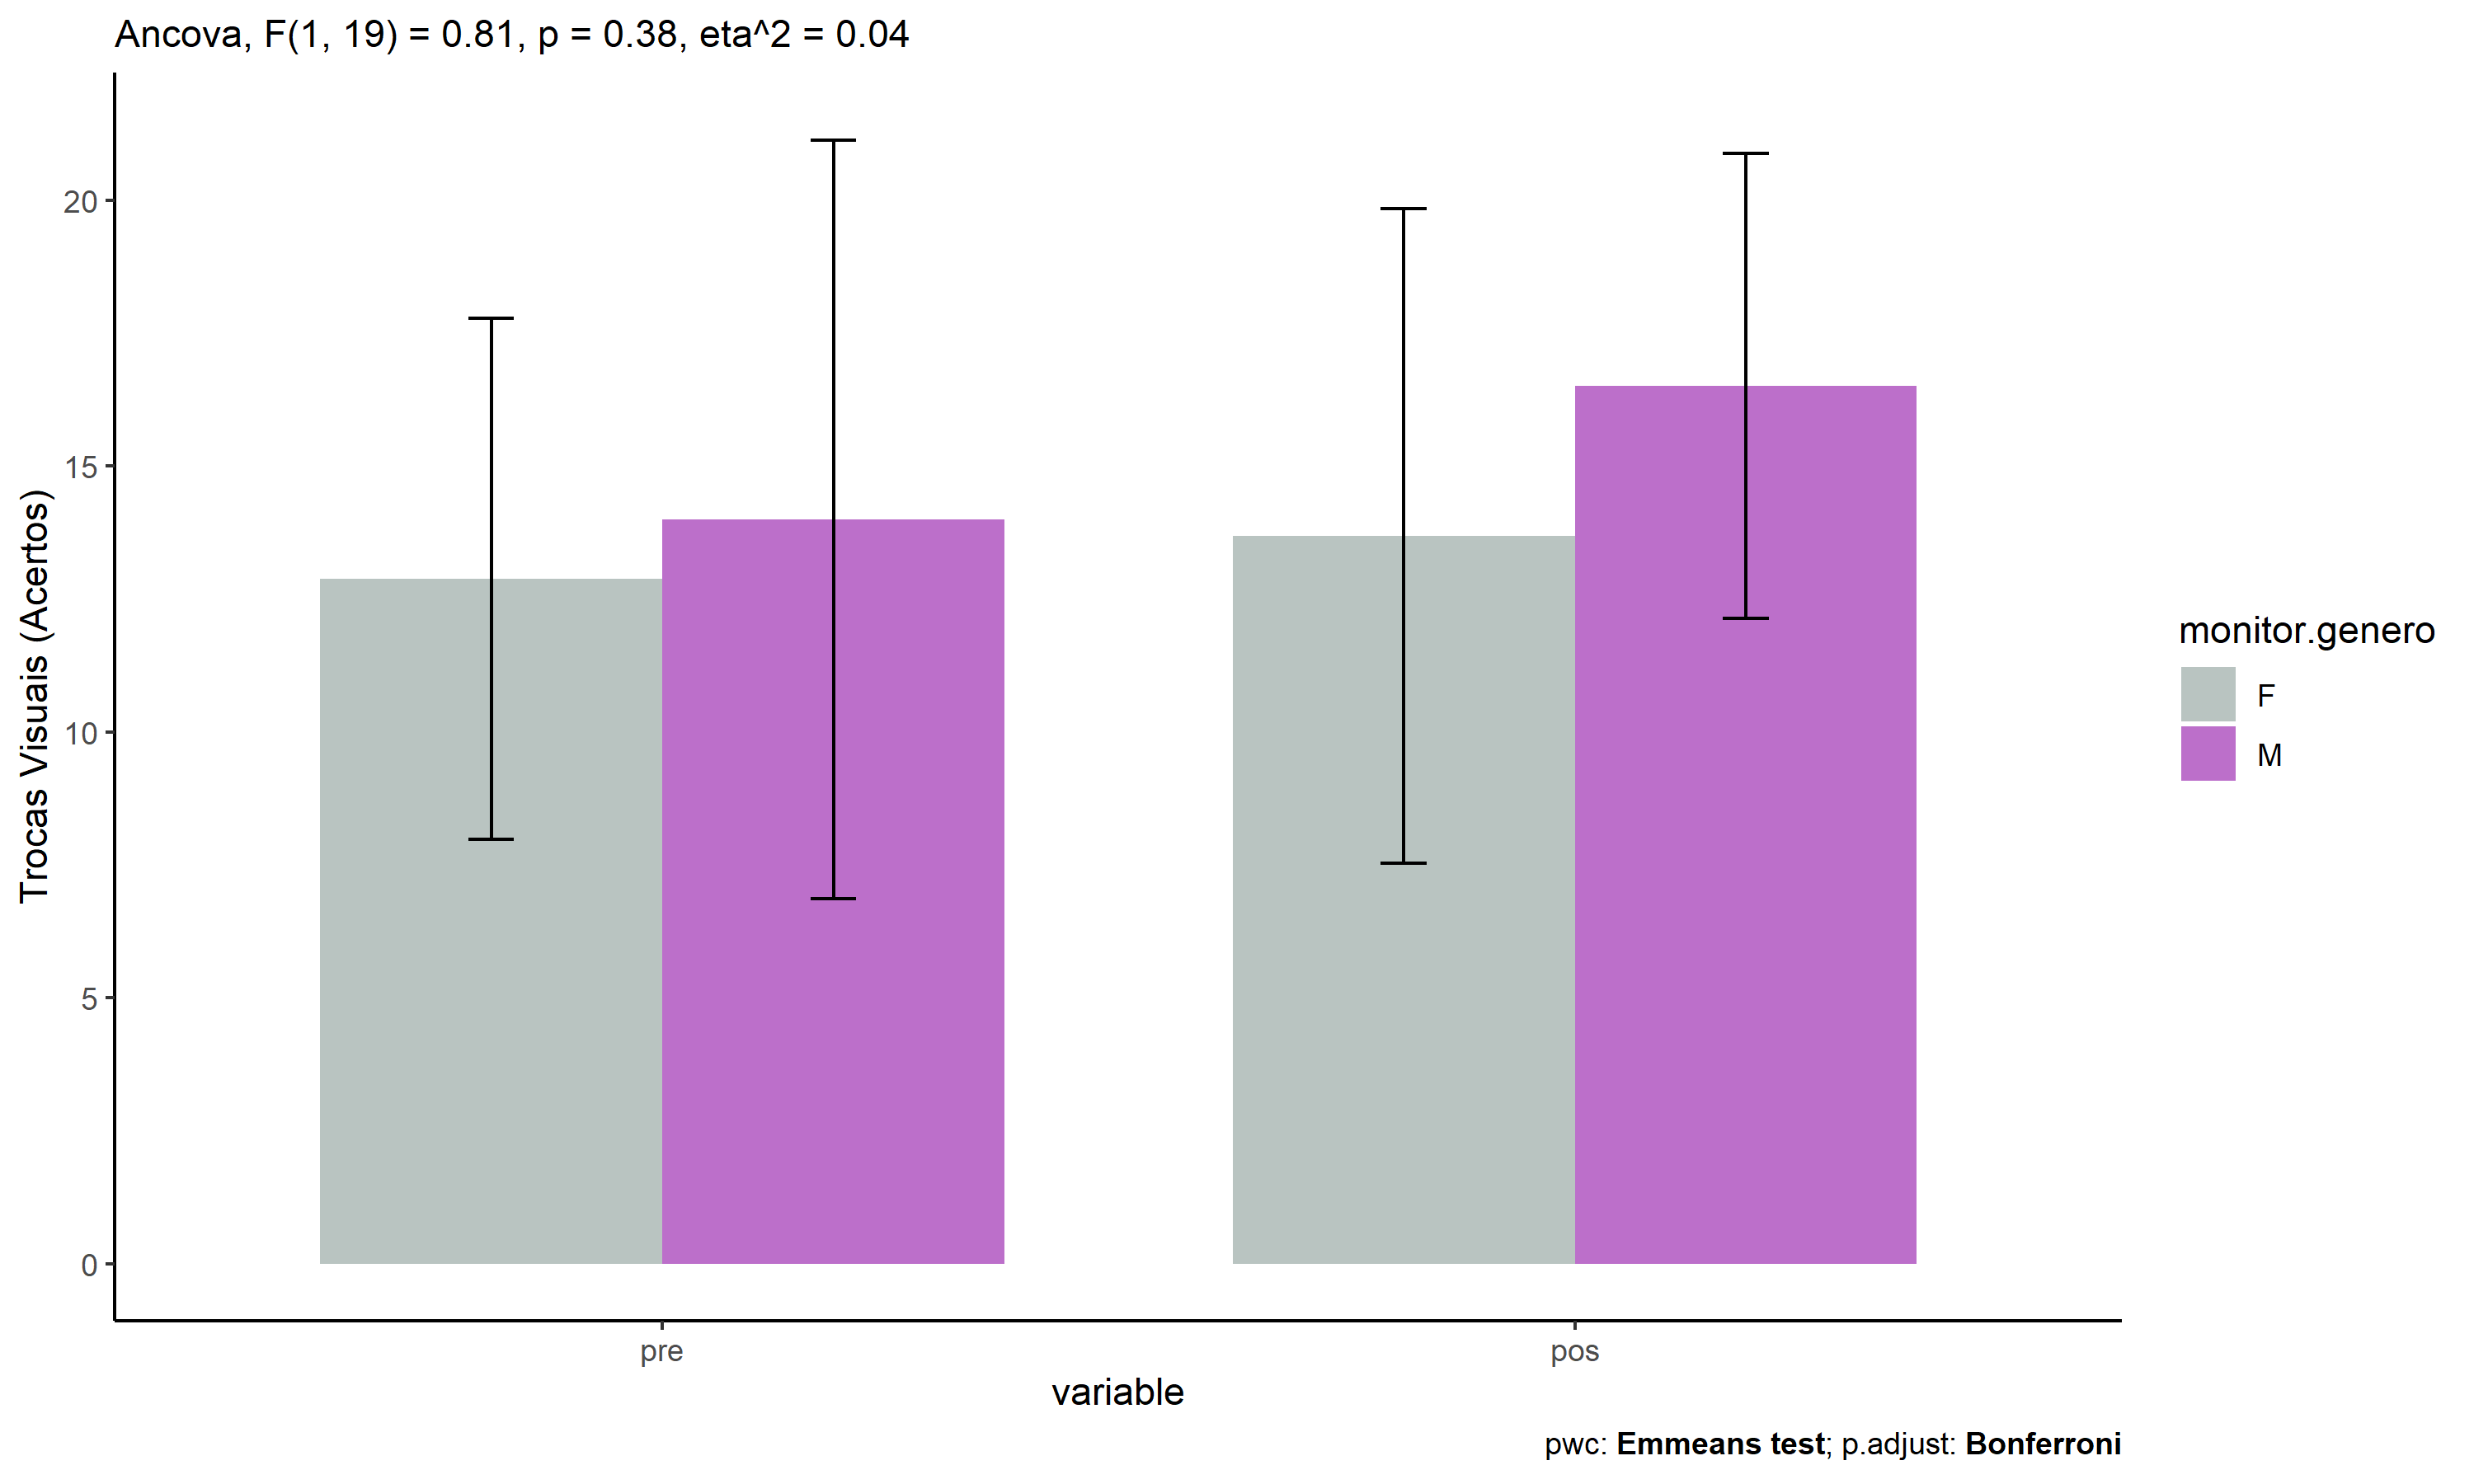 Ancova, F(1, 19) = 0.81, p = 0.38, eta^2 = 0.04
Trocas Visuais (Acertos)
20
15
10
5
0
pre
pos
variable
monitor.genero
F
M
pwc: Emmeans test; p.adjust: Bonferroni